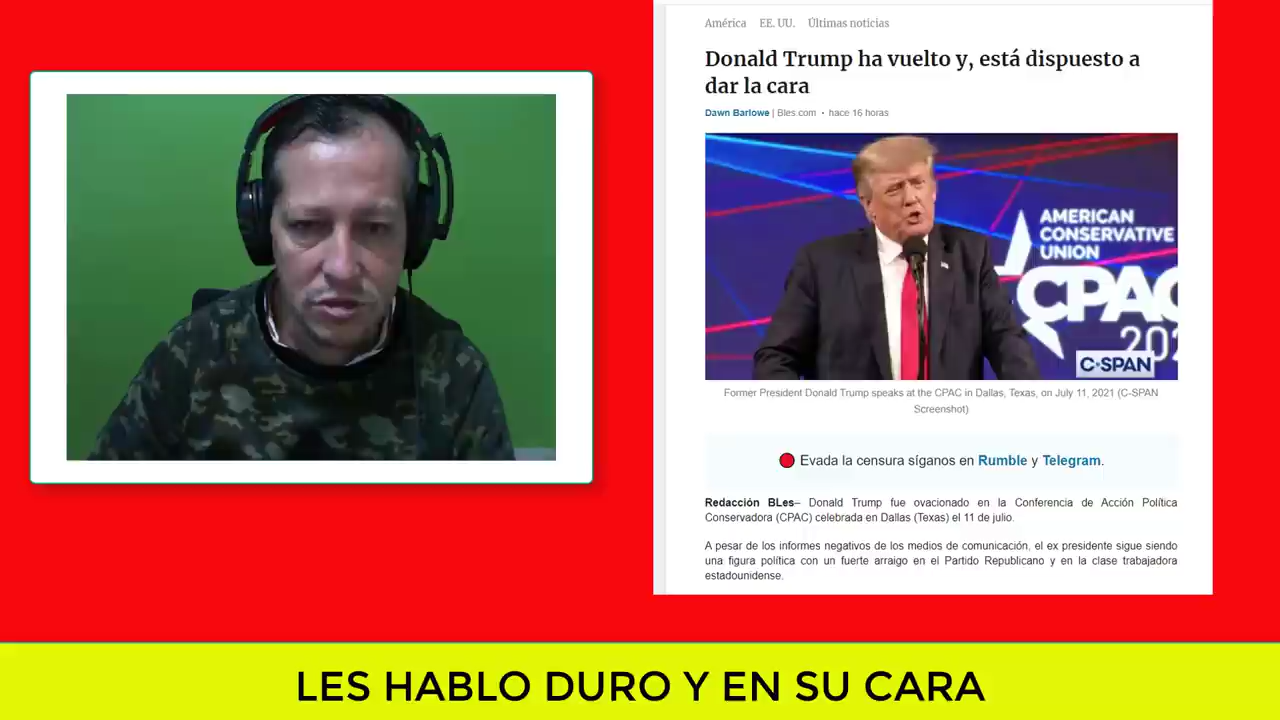 América EE. UU. Últimas noticias
Donald Trump ha vuelto y, está dispuesto a
dar la cara
Dawn Barlowe | Bles.com • hace 16 horas
AMERICAN
CONSERVATIVE
UNION
CPAC
202
C-SPAN
Former President Donald Trump speaks at the CPAC in Dallas, Texas, on July 11, 2021 (C-SPAN
Screenshot)
Evada la censura síganos en Rumble y Telegram.
Redacción BLes– Donald Trump fue ovacionado en la Conferencia de Acción Política
Conservadora (CPAC) celebrada en Dallas (Texas) el 11 de julio.
A pesar de los informes negativos de los medios de comunicación, el ex presidente sigue siendo
una figura política con un fuerte arraigo en el Partido Republicano y en la clase trabajadora
estadounidense.
LES HABLO DURO Y EN SU CARA